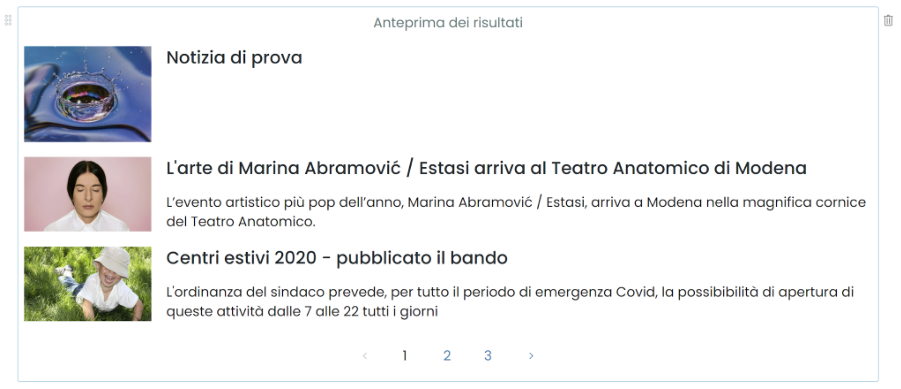 Anteprima dei risultati
Notizia di prova
L'arte di Marina Abramović / Estasi arriva al Teatro Anatomico di Modena
L’evento artistico più pop dell’anno, Marina Abramović / Estasi, arriva a Modena nella magnifica cornice
del Teatro Anatomico.
Centri estivi 2020 - pubblicato il bando
L'ordinanza del sindaco prevede, per tutto il periodo di emergenza Covid, la possibibilità di apertura di
queste attività dalle 7 alle 22 tutti i giorni
< 1 2 3 >